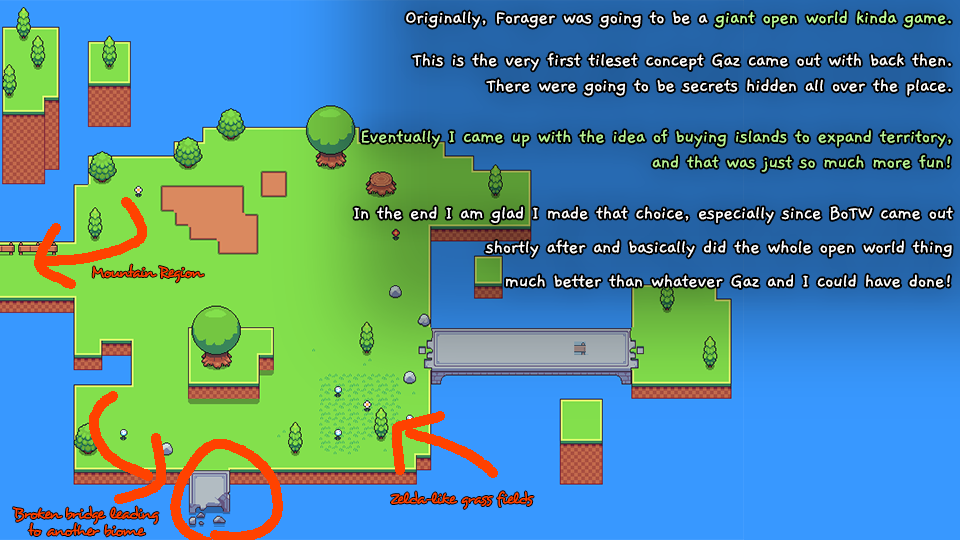 Originally, Forager was going to be a giant open world kinda game.
This is the very first tileset concept Gaz came out with back then.
There were going to be secrets hidden all over the place.
Eventually I came up with the idea of buying islands to expand territory,
and that was just so much more fun!
In the end I am glad I made that choice, especially since BoTW came out
shortly after and basically did the whole open world thing
much better than whatever Gaz and I could have done!
Mountain Region
Zelda-like grass fields
Broken bridge leading
to another biome